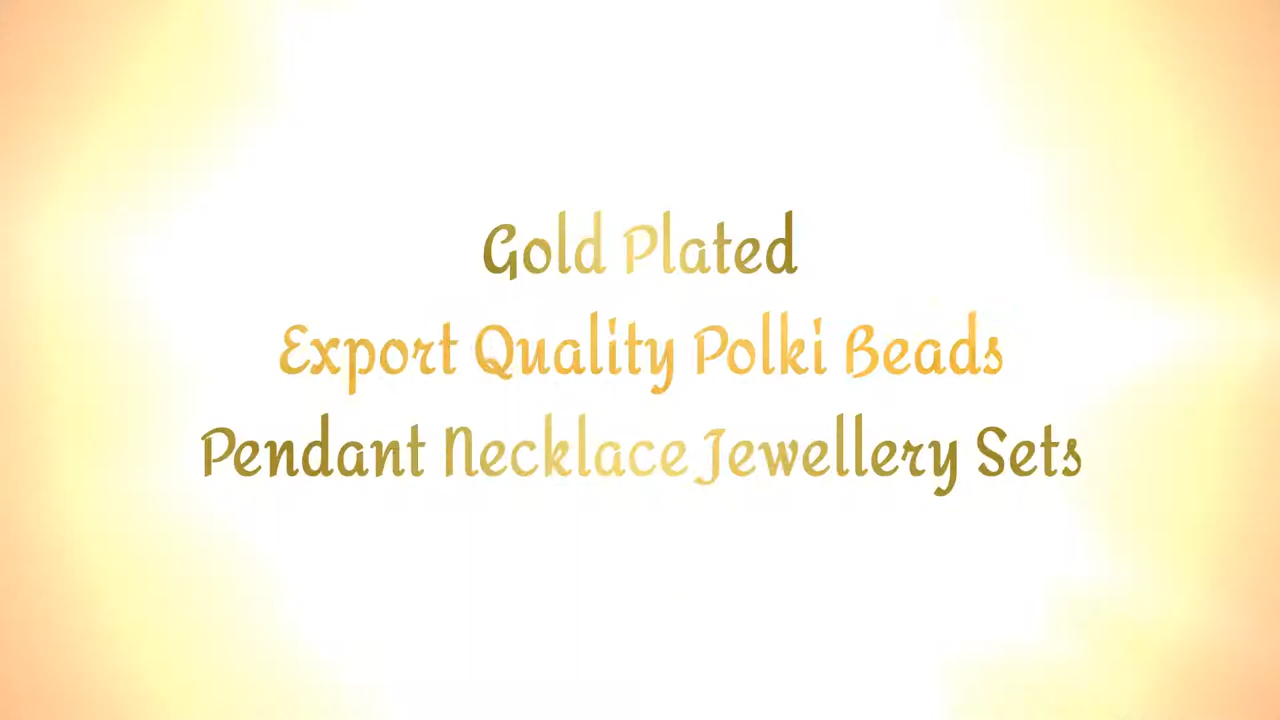 Gold Plated
Export Quality Polki Beads
Pendant Necklace Jewellery Sets